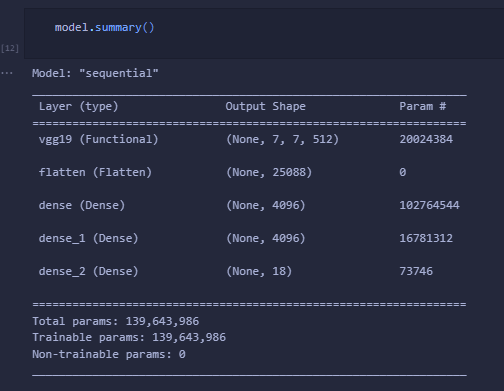 model.summary()
[12]
...
Model: "sequential"
Layer (type) Output Shape Param #
=================================================================
vgg19 (Functional) (None, 7, 7, 512) 20024384
flatten (Flatten) (None, 25088) 0
dense (Dense) (None, 4096) 102764544
dense_1 (Dense) (None, 4096) 16781312
dense_2 (Dense) (None, 18) 73746
=================================================================
Total params: 139,643,986
Trainable params: 139,643,986
Non-trainable params: 0